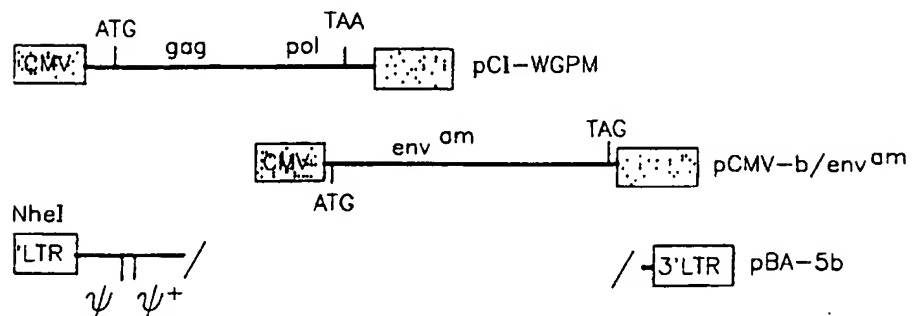 ATG gag pol TAA
CMV pCI-WGPM
env am TAG
CMV pCMV-b/env am
ATG
NheI
'LTR 3'LTR pBA-5b
ψ ψ+